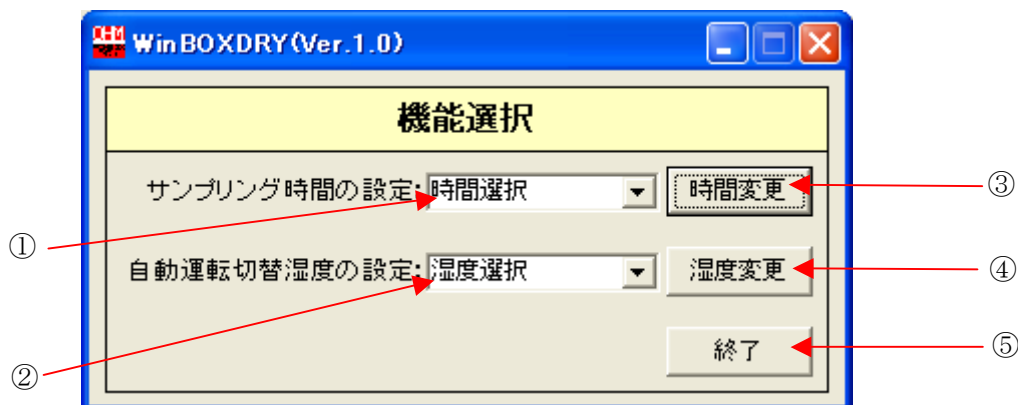 OHM WinBOXDRY(Ver.1.0)
機能選択
サンプリング時間の設定: 時間選択 時間変更 ③
①
自動運転切替湿度の設定: 湿度選択 湿度変更 ④
終了 ⑤
②